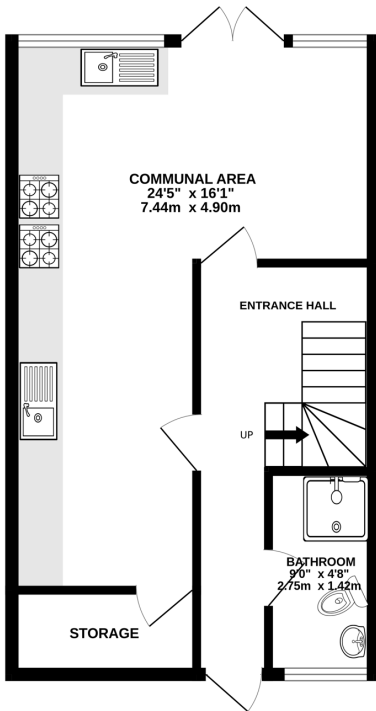 COMMUNAL AREA
24'5" x 16'1"
7.44m x 4.90m
ENTRANCE HALL
UP
BATHROOM
9'0" x 4'8"
2.75m x 1.42m
STORAGE